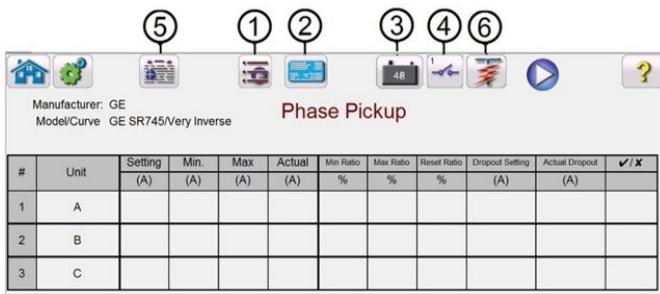 5 1 2 3 4 6
48 1 ?
Manufacturer: GE
Model/Curve GE SR745/Very Inverse
Phase Pickup
# Unit Setting Min. Max Actual Min Ratio Max Ratio Reset Ratio Dropout Setting Actual Dropout ✔/✘
(A) (A) (A) (A) % % % (A) (A)
1 A
2 B
3 C